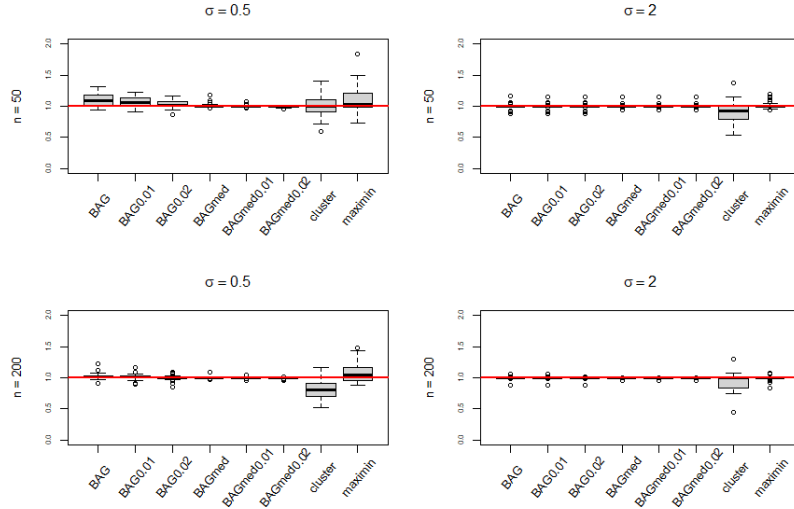 σ = 0.5
n = 50
2.0
1.5
1.0
0.5
0.0
BAG
BAG0.01
BAG0.02
BAGmed
BAGmed0.01
BAGmed0.02
cluster
maximin
σ = 2
n = 50
2.0
1.5
1.0
0.5
0.0
BAG
BAG0.01
BAG0.02
BAGmed
BAGmed0.01
BAGmed0.02
cluster
maximin
σ = 0.5
n = 200
2.0
1.5
1.0
0.5
0.0
BAG
BAG0.01
BAG0.02
BAGmed
BAGmed0.01
BAGmed0.02
cluster
maximin
σ = 2
n = 200
2.0
1.5
1.0
0.5
0.0
BAG
BAG0.01
BAG0.02
BAGmed
BAGmed0.01
BAGmed0.02
cluster
maximin